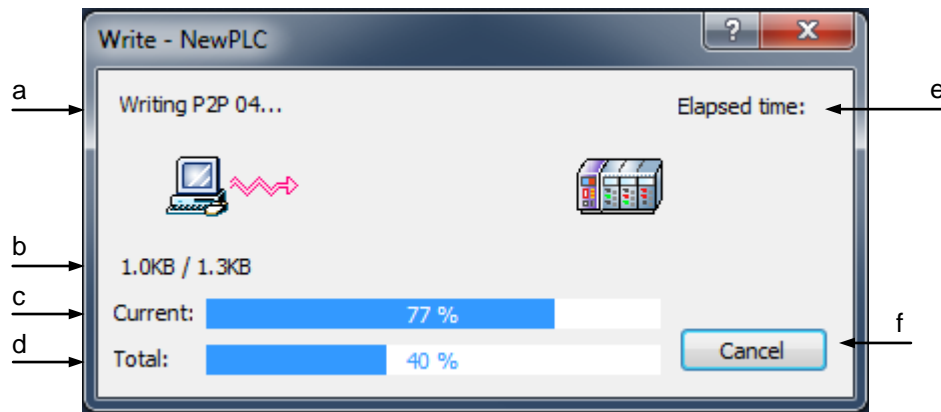 Write - NewPLC
?
X
a
Writing P2P 04...
Elapsed time:
e
b
1.0KB / 1.3KB
c
Current:
77 %
d
Total:
40 %
Cancel
f